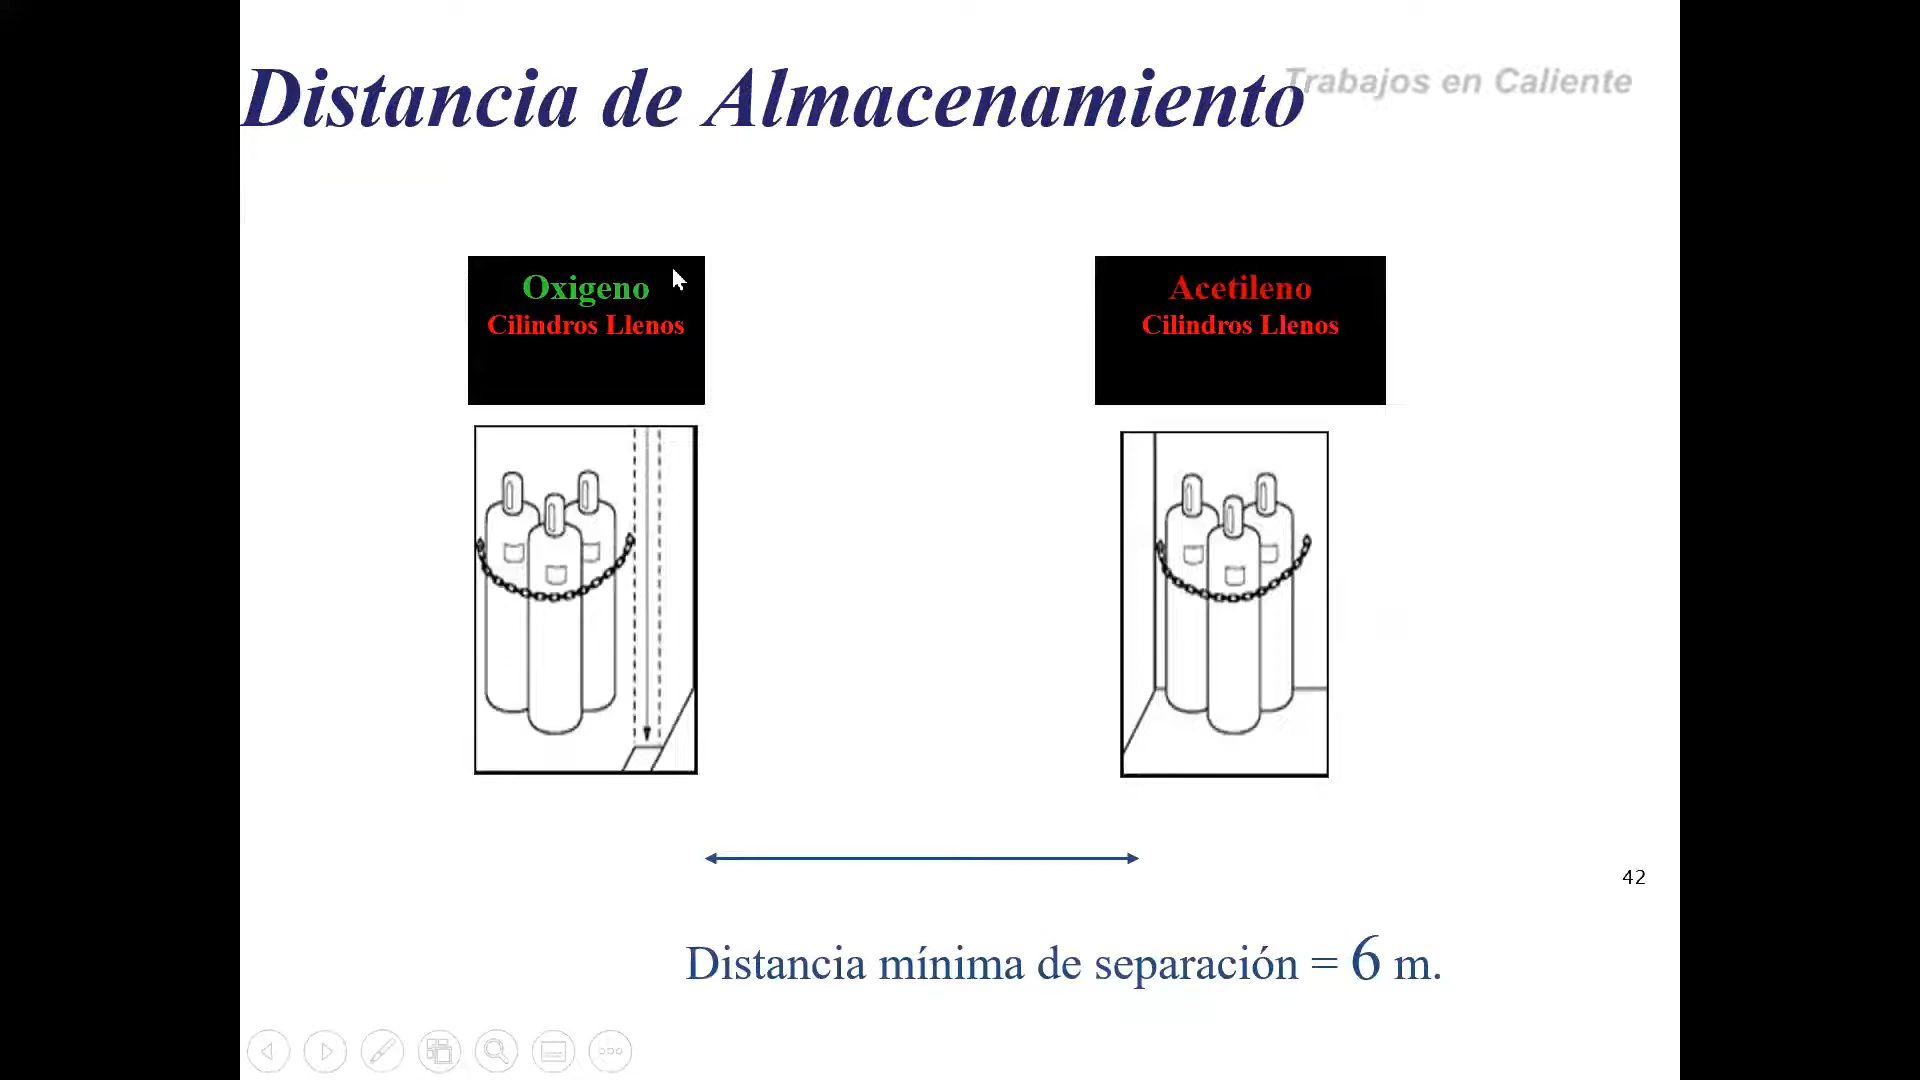 Distancia de Almacenamiento
Trabajos en Caliente
Oxigeno
Cilindros Llenos
Acetileno
Cilindros Llenos
42
Distancia mínima de separación = 6 m.